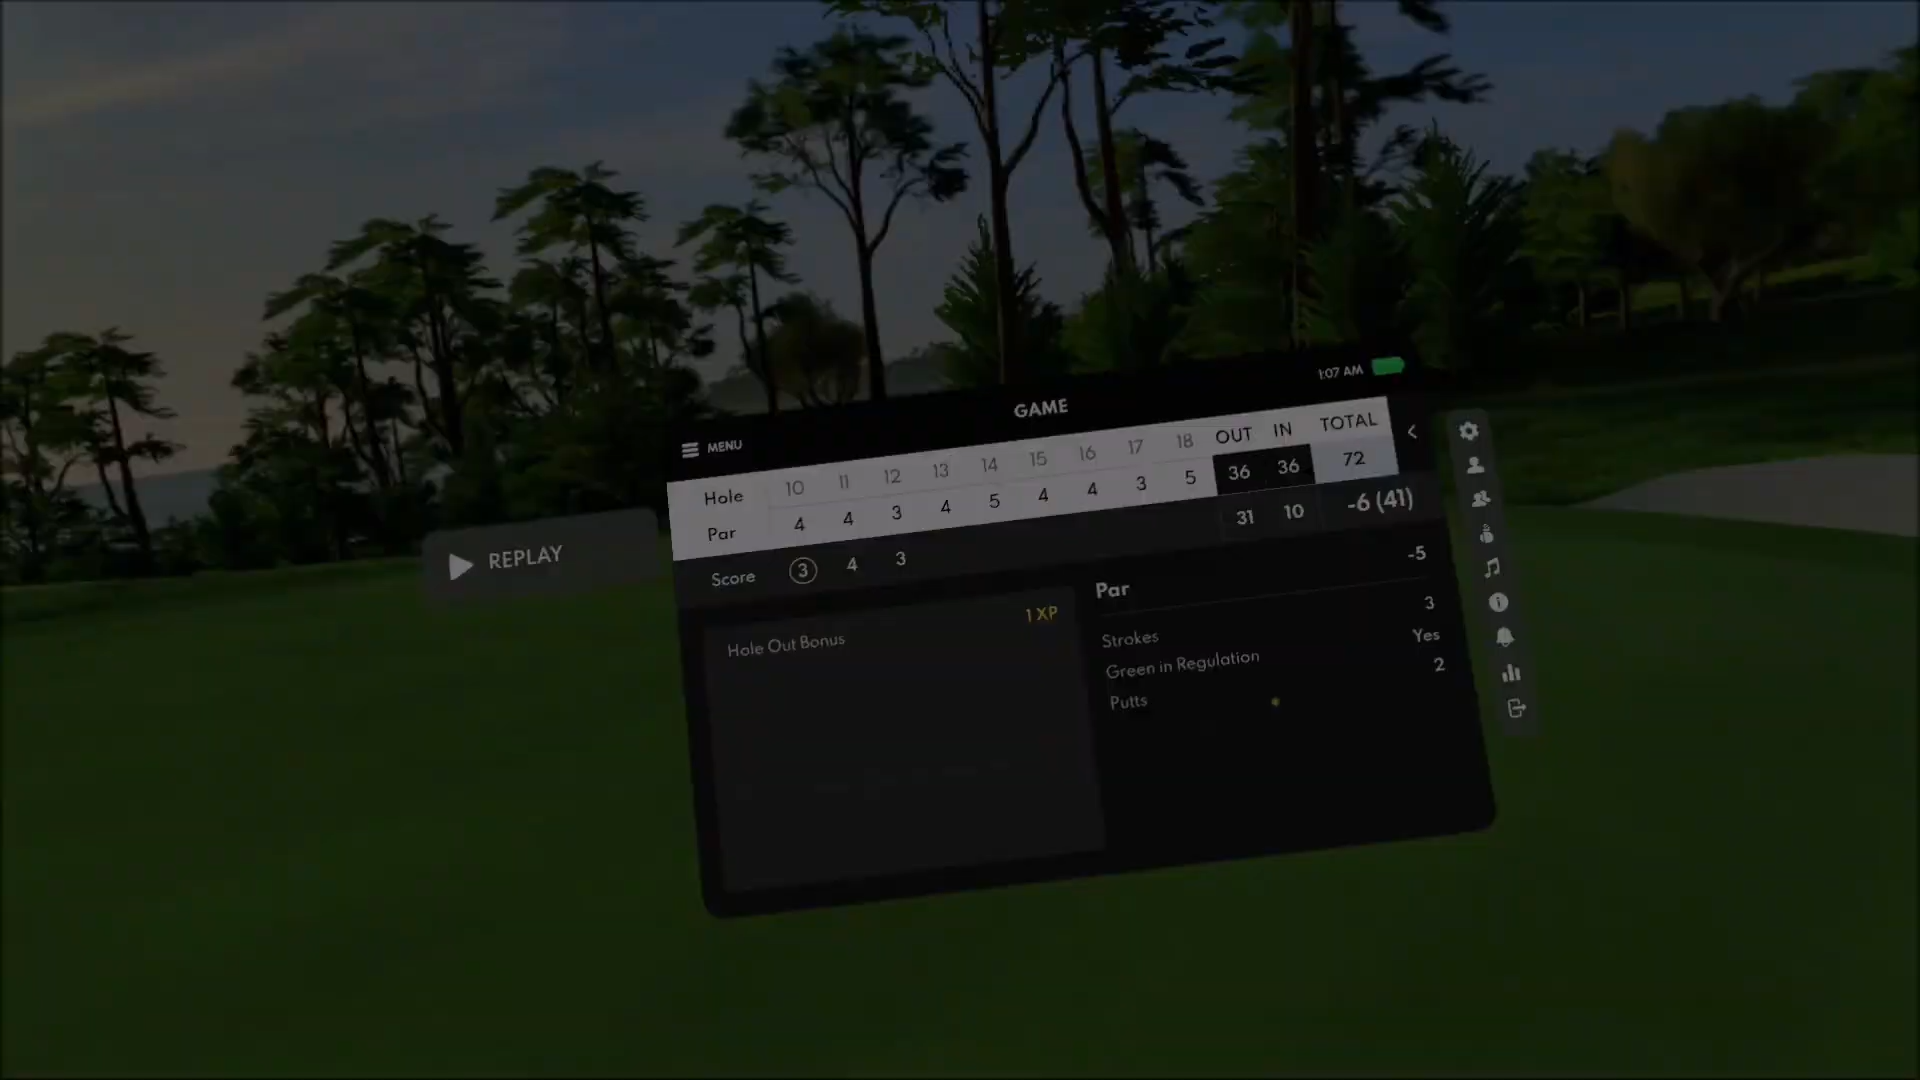 1:07 AM
GAME
MENU
Hole 10 11 12 13 14 15 16 17 18 OUT IN TOTAL
Par 4 4 3 4 5 4 4 3 5 36 36 72
Score 3 4 3 31 10 -6 (41)
REPLAY
Hole Out Bonus 1 XP
Par -5
Strokes 3
Green in Regulation Yes
Putts 2